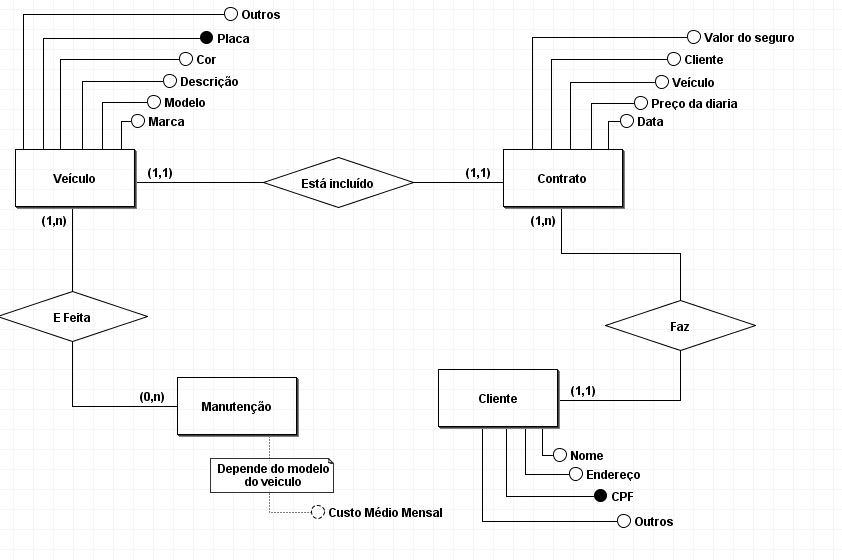 Outros
Placa
Cor
Descrição
Modelo
Marca
Valor do seguro
Cliente
Veículo
Preço da diaria
Data
Veículo
(1,1)
Está incluído
(1,1)
Contrato
(1,n)
(1,n)
E Feita
Faz
(0,n)
Manutenção
Cliente
(1,1)
Depende do modelo
do veiculo
Custo Médio Mensal
Nome
Endereço
CPF
Outros